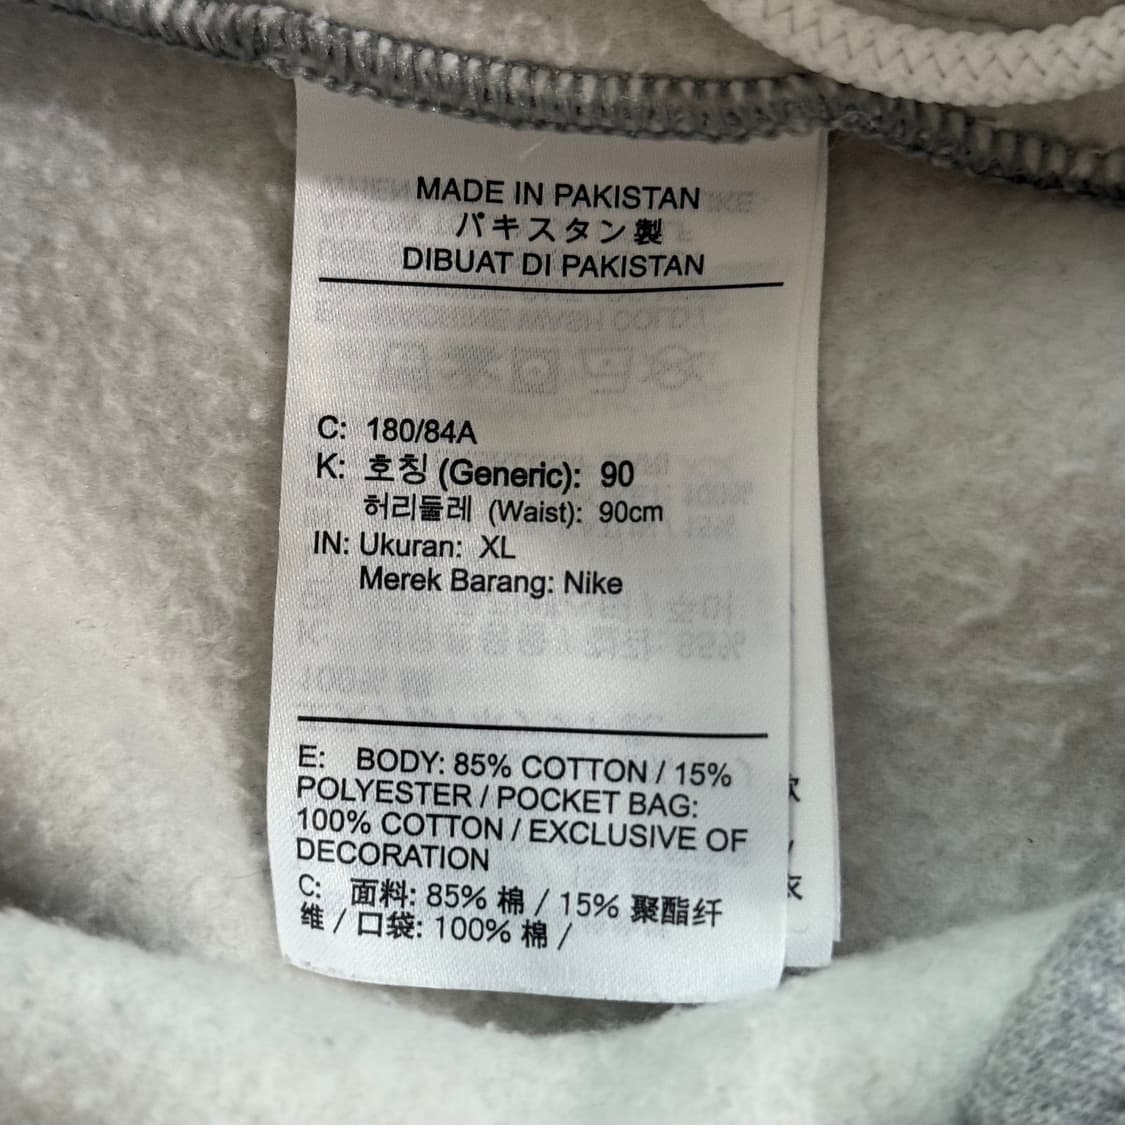 MADE IN PAKISTAN
パキスタン製
DIBUAT DI PAKISTAN
C: 180/84A
K: 호칭 (Generic): 90
허리둘레 (Waist): 90cm
IN: Ukuran: XL
Merek Barang: Nike
E: BODY: 85% COTTON / 15%
POLYESTER / POCKET BAG:
100% COTTON / EXCLUSIVE OF
DECORATION
C: 面料: 85% 棉 / 15% 聚酯纤
维 / 口袋: 100% 棉 /